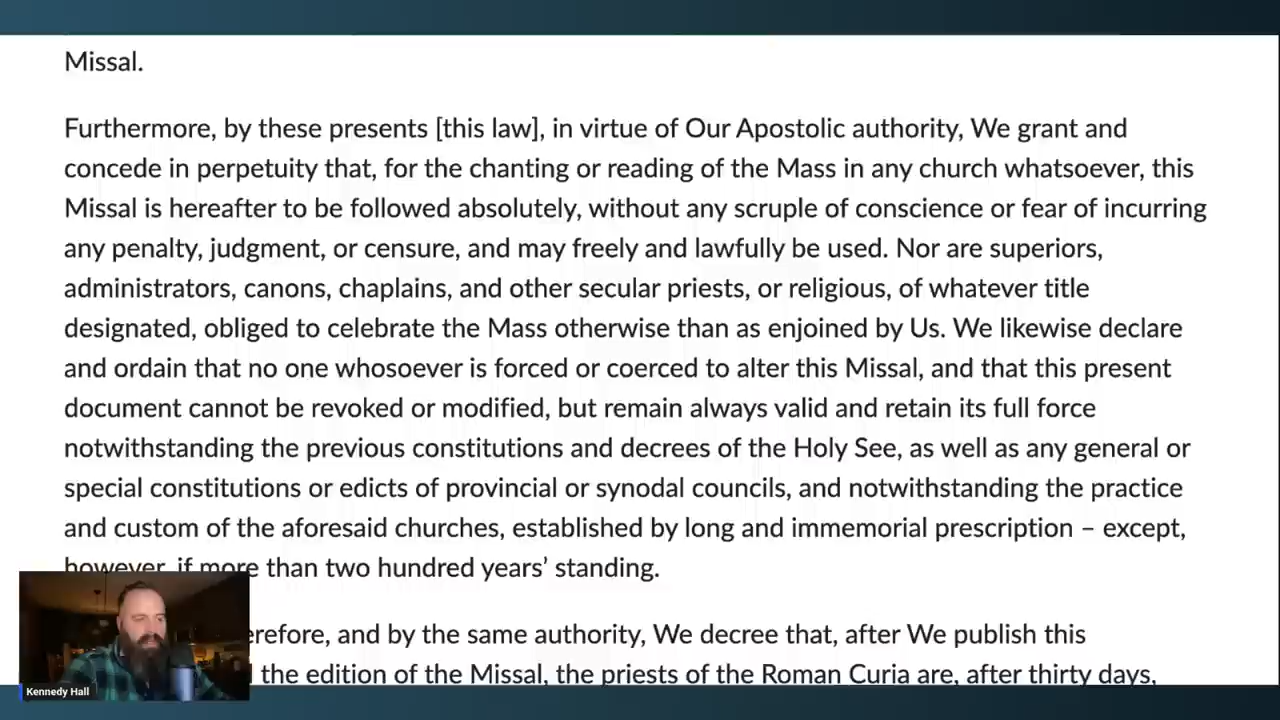 Missal.
Furthermore, by these presents [this law], in virtue of Our Apostolic authority, We grant and
concede in perpetuity that, for the chanting or reading of the Mass in any church whatsoever, this
Missal is hereafter to be followed absolutely, without any scruple of conscience or fear of incurring
any penalty, judgment, or censure, and may freely and lawfully be used. Nor are superiors,
administrators, canons, chaplains, and other secular priests, or religious, of whatever title
designated, obliged to celebrate the Mass otherwise than as enjoined by Us. We likewise declare
and ordain that no one whosoever is forced or coerced to alter this Missal, and that this present
document cannot be revoked or modified, but remain always valid and retain its full force
notwithstanding the previous constitutions and decrees of the Holy See, as well as any general or
special constitutions or edicts of provincial or synodal councils, and notwithstanding the practice
and custom of the aforesaid churches, established by long and immemorial prescription – except,
however, if more than two hundred years’ standing.
erefore, and by the same authority, We decree that, after We publish this
the edition of the Missal, the priests of the Roman Curia are, after thirty days,
Kennedy Hall